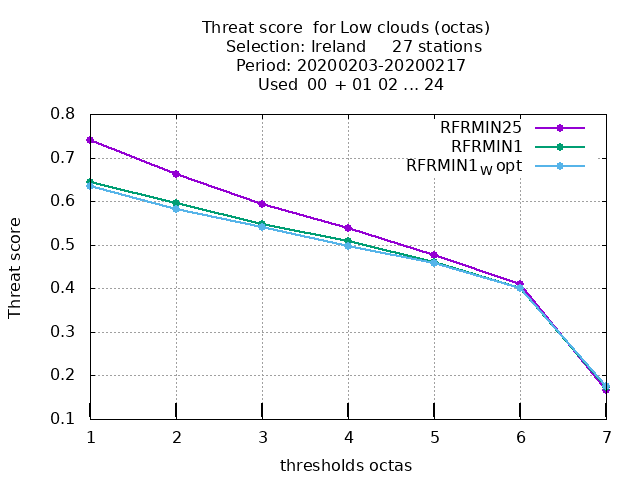 Threat score  for Low clouds (octas)
Selection: Ireland     27 stations
Period: 20200203-20200217
Used  00  + 01 02 ... 24
RFRMIN25
RFRMIN1
RFRMIN1W opt
0.8
0.7
0.6
0.5
0.4
0.3
0.2
0.1
Threat score
1 2 3 4 5 6 7
thresholds octas